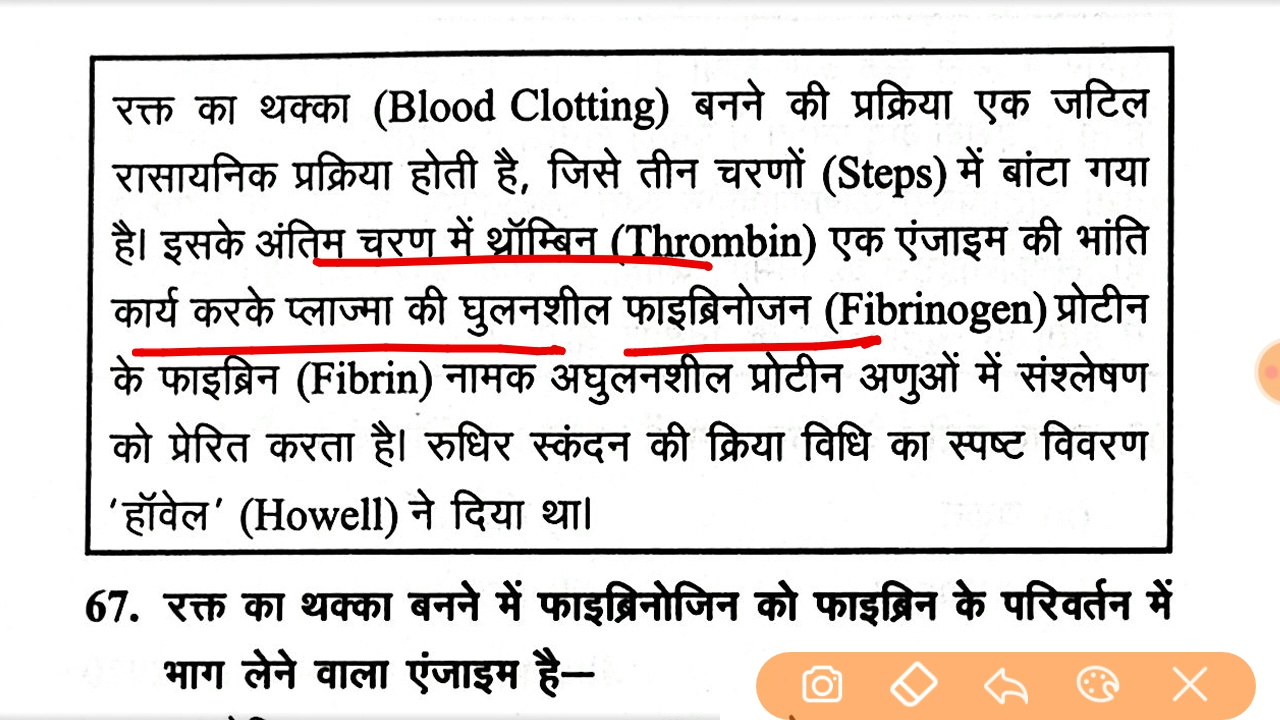 रक्त का थक्का (Blood Clotting) बनने की प्रक्रिया एक जटिल
रासायनिक प्रक्रिया होती है, जिसे तीन चरणों (Steps) में बांटा गया
है। इसके अंतिम चरण में थ्रॉम्बिन (Thrombin) एक एंजाइम की भांति
कार्य करके प्लाज्मा की घुलनशील फाइब्रिनोजन (Fibrinogen) प्रोटीन
के फाइब्रिन (Fibrin) नामक अघुलनशील प्रोटीन अणुओं में संश्लेषण
को प्रेरित करता है। रुधिर स्कंदन की क्रिया विधि का स्पष्ट विवरण
'हॉवेल' (Howell) ने दिया था।
67. रक्त का थक्का बनने में फाइब्रिनोजिन को फाइब्रिन के परिवर्तन में
भाग लेने वाला एंजाइम है—